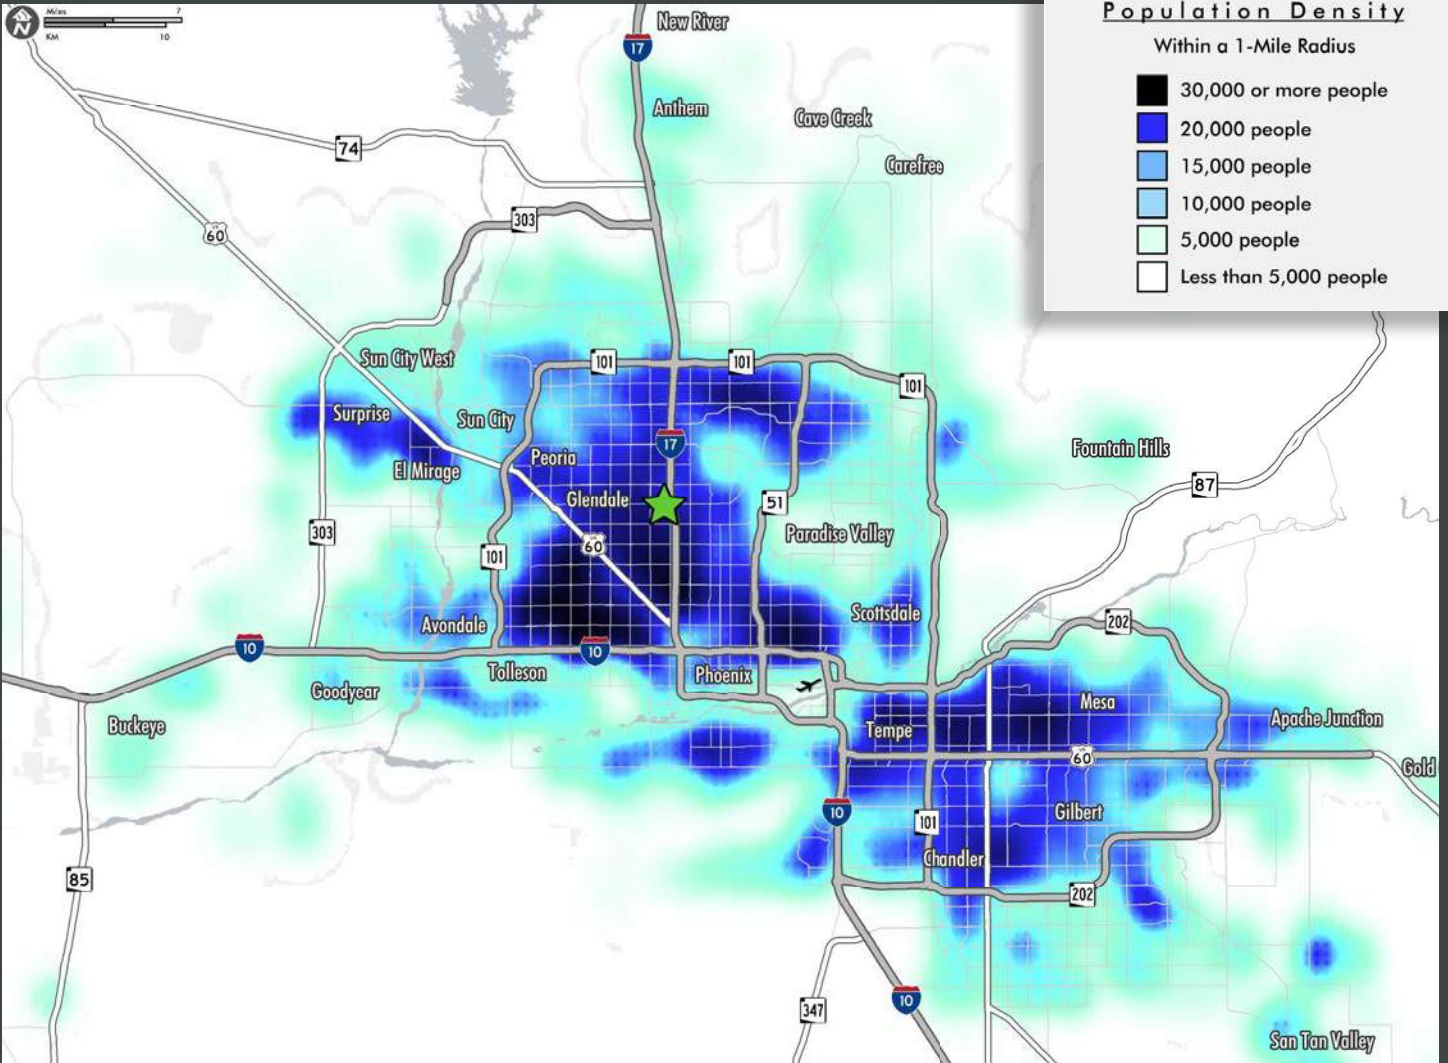 N
Miles 7
KM 10
Population Density
Within a 1-Mile Radius
30,000 or more people
20,000 people
15,000 people
10,000 people
5,000 people
Less than 5,000 people
New River
17
Anthem
Cave Creek
74
Carefree
303
US 60
Sun City West
101
101
101
Surprise
Sun City
17
Fountain Hills
Peoria
El Mirage
87
Glendale
51
303
Paradise Valley
60
101
Scottsdale
Avondale
202
10
10
Tolleson
Phoenix
Goodyear
Mesa
Buckeye
Tempe
Apache Junction
60
Gold
10
Gilbert
101
Chandler
85
202
10
347
San Tan Valley